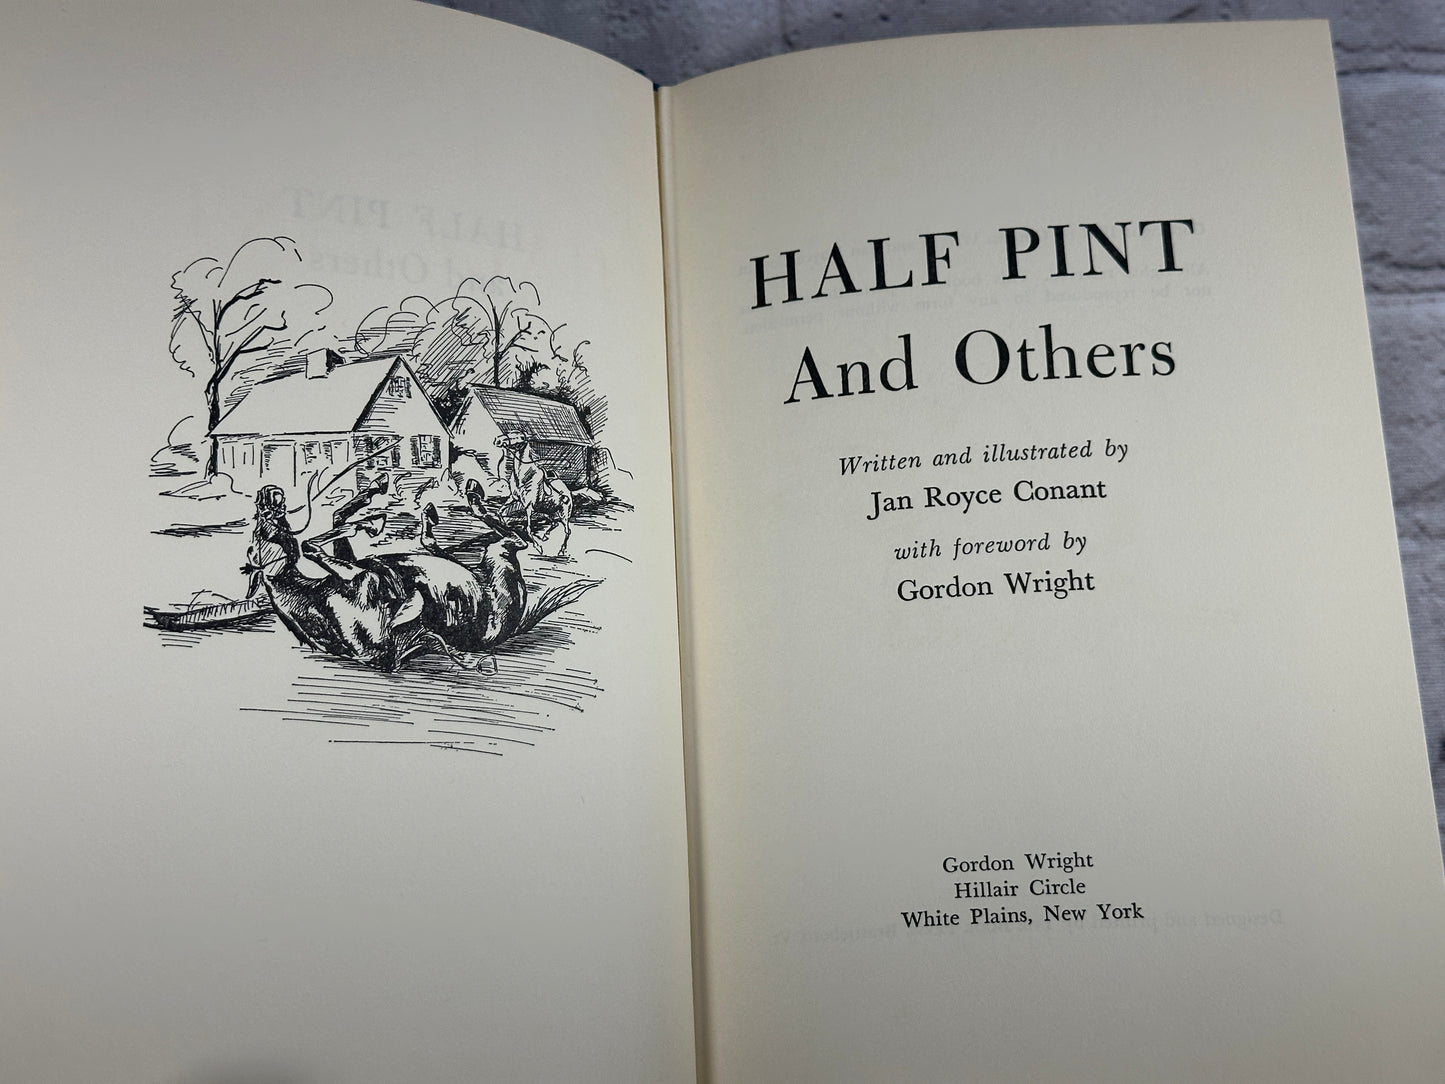 HALF PINT
And Others
Written and illustrated by
Jan Royce Conant
with foreword by
Gordon Wright
Gordon Wright
Hillair Circle
White Plains, New York